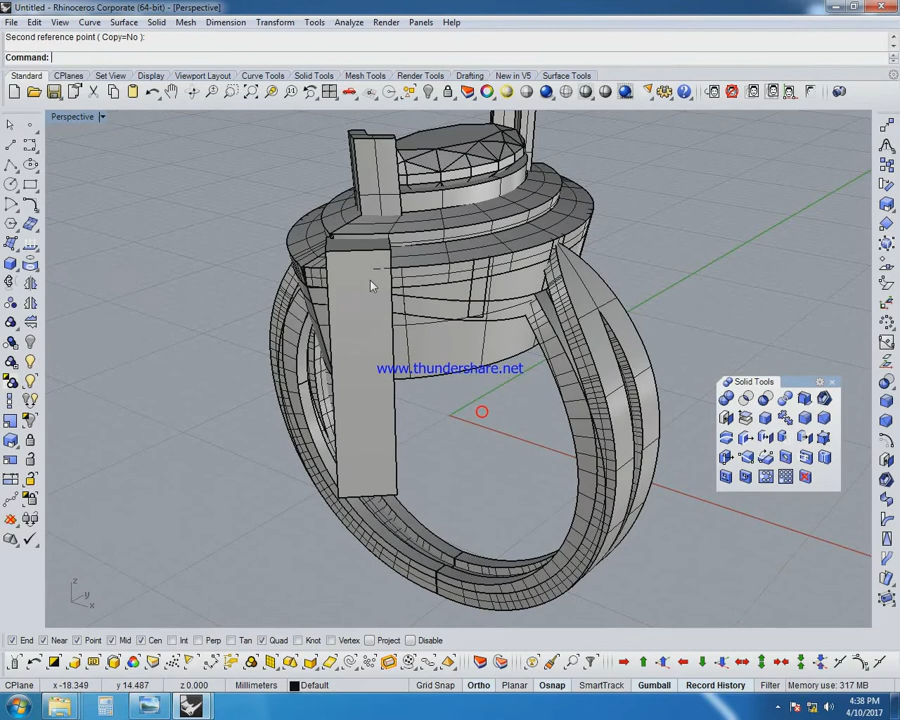 Untitled - Rhinoceros Corporate (64-bit) - [Perspective]
File Edit View Curve Surface Solid Mesh Dimension Transform Tools Analyze Render Panels Help
Second reference point ( Copy=No ):
Command:
Standard CPlanes Set View Display Viewport Layout Curve Tools Solid Tools Mesh Tools Render Tools Drafting New in V5 Surface Tools
Perspective
www.thundershare.net
Solid Tools
z
y
x
End Near Point Mid Cen Int Perp Tan Quad Knot Vertex Project Disable
CPlane x -18.349 y 14.487 z 0.000 Millimeters Default Grid Snap Ortho Planar Osnap SmartTrack Gumball Record History Filter Memory use: 317 MB
4:38 PM
4/10/2017